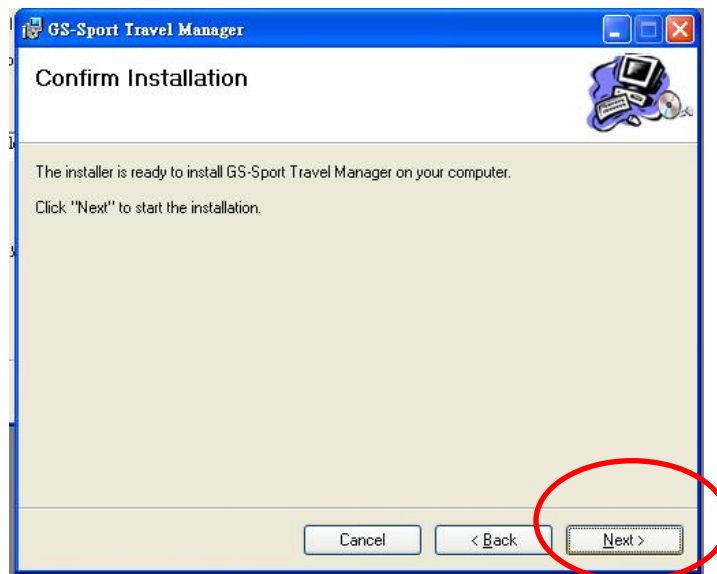 GS-Sport Travel Manager
Confirm Installation
The installer is ready to install GS-Sport Travel Manager on your computer.
Click "Next" to start the installation.
Cancel
< Back
Next >